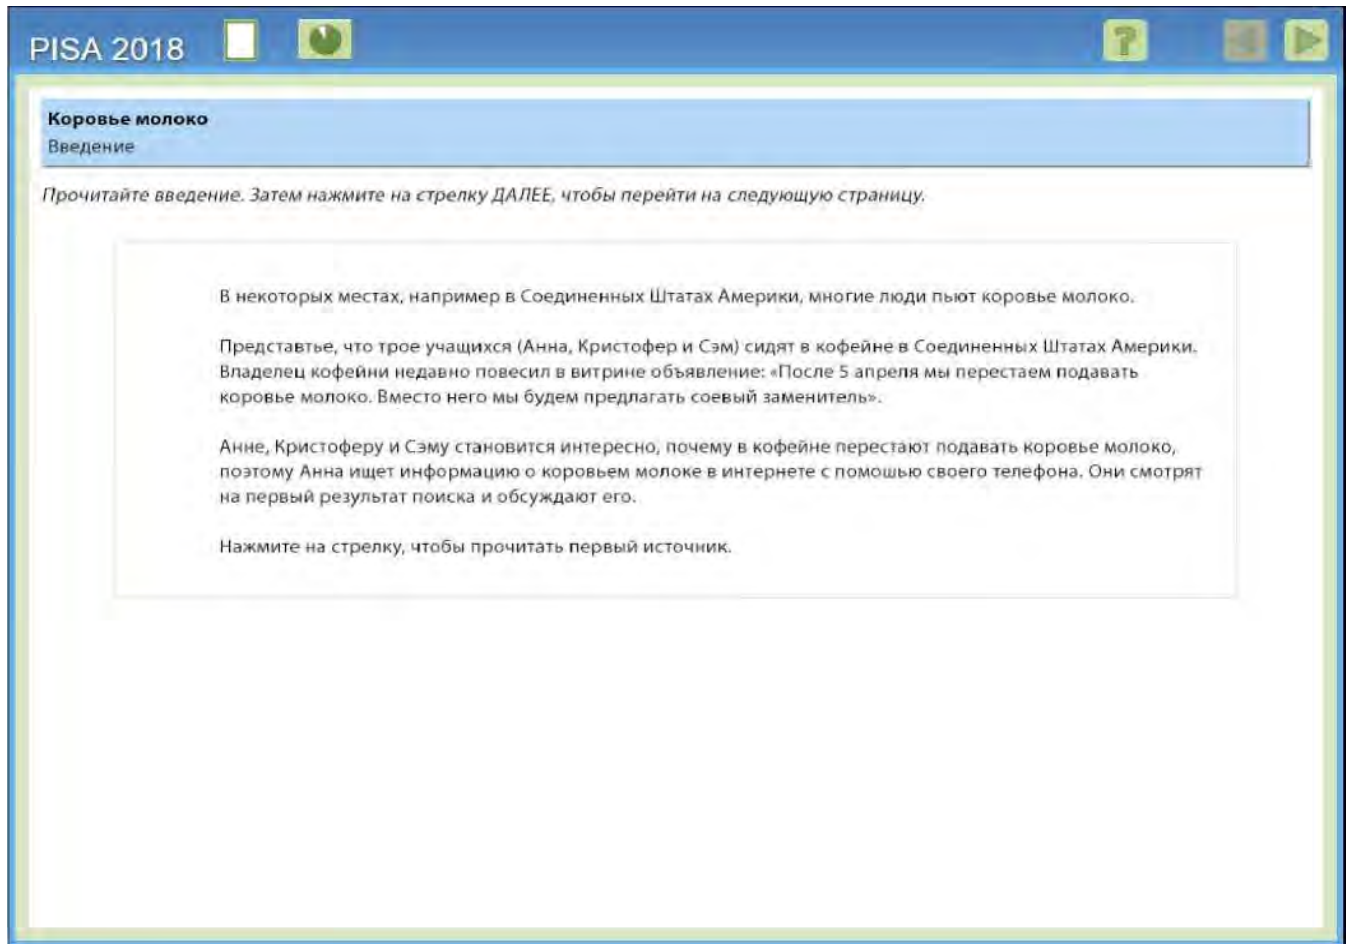 PISA 2018
?
Коровье молоко
Введение
Прочитайте введение. Затем нажмите на стрелку ДАЛЕЕ, чтобы перейти на следующую страницу.
В некоторых местах, например в Соединенных Штатах Америки, многие люди пьют коровье молоко.
Представтье, что трое учащихся (Анна, Кристофер и Сэм) сидят в кофейне в Соединенных Штатах Америки.
Владелец кофейни недавно повесил в витрине объявление: «После 5 апреля мы перестаем подавать
коровье молоко. Вместо него мы будем предлагать соевый заменитель».
Анне, Кристоферу и Сэму становится интересно, почему в кофейне перестают подавать коровье молоко,
поэтому Анна ищет информацию о коровьем молоке в интернете с помошью своего телефона. Они смотрят
на первый результат поиска и обсуждают его.
Нажмите на стрелку, чтобы прочитать первый источник.